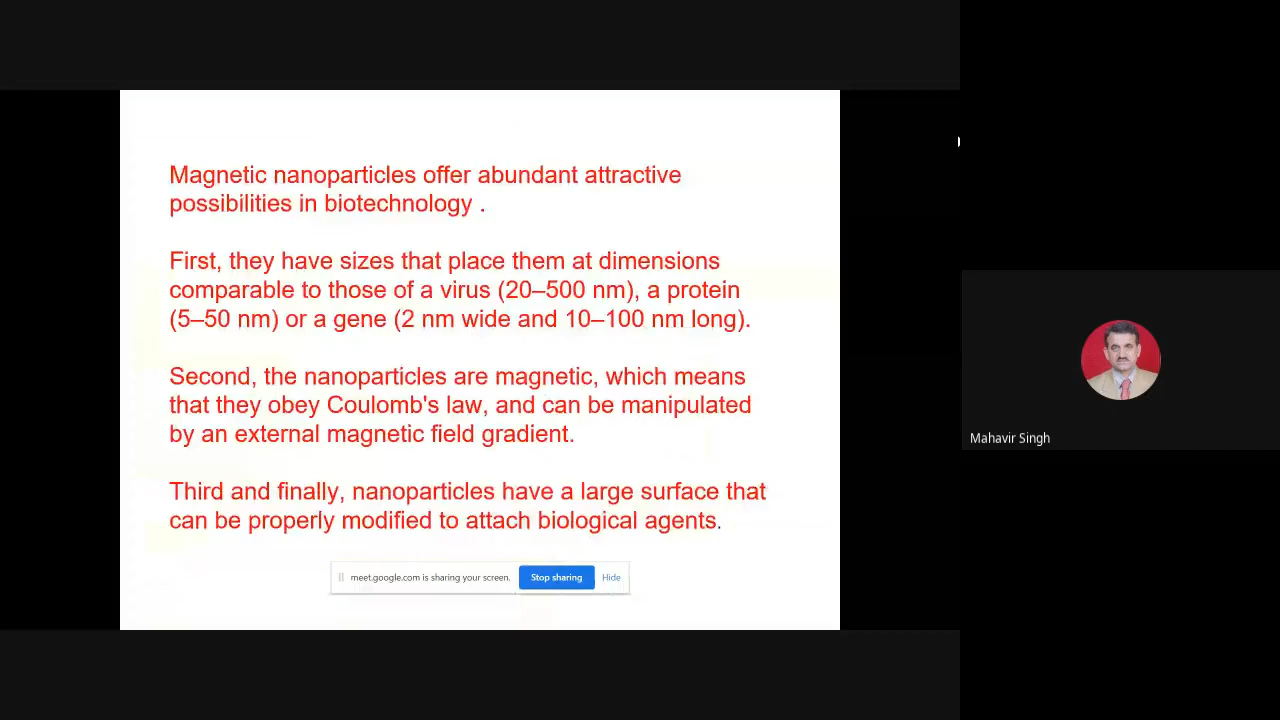 Magnetic nanoparticles offer abundant attractive
possibilities in biotechnology .
First, they have sizes that place them at dimensions
comparable to those of a virus (20–500 nm), a protein
(5–50 nm) or a gene (2 nm wide and 10–100 nm long).
Second, the nanoparticles are magnetic, which means
that they obey Coulomb's law, and can be manipulated
by an external magnetic field gradient.
Third and finally, nanoparticles have a large surface that
can be properly modified to attach biological agents.
meet.google.com is sharing your screen. Stop sharing Hide
Mahavir Singh